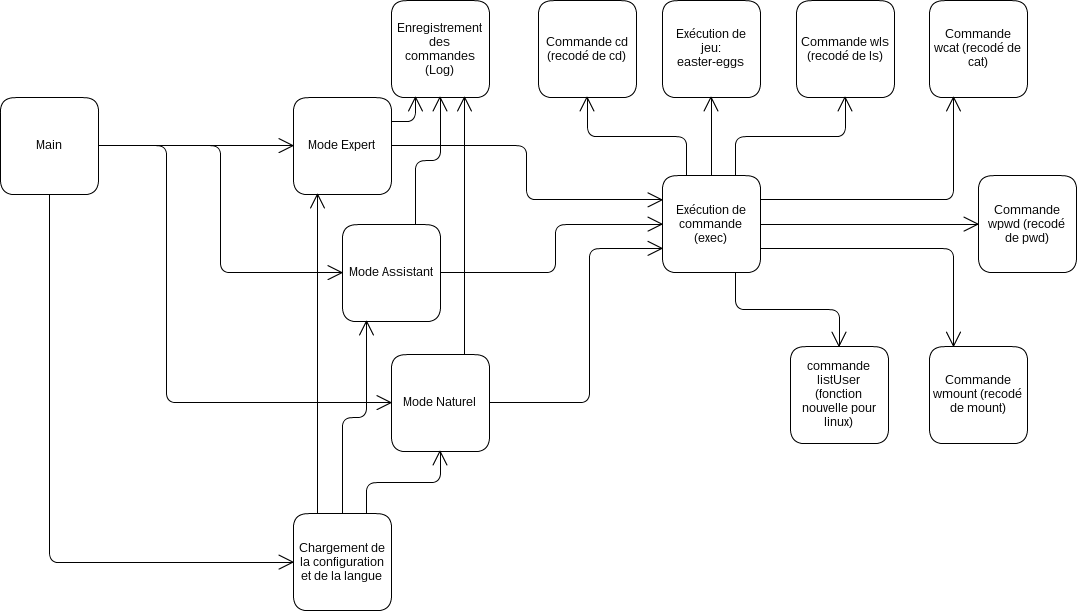 Enregistrement
des
commandes
(Log)
Commande cd
(recodé de cd)
Exécution de
jeu:
easter-eggs
Commande wls
(recodé de ls)
Commande
wcat (recodé de
cat)
Main
Mode Expert
Exécution de
commande
(exec)
Commande
wpwd (recodé
de pwd)
Mode Assistant
Mode Naturel
commande
listUser
(fonction
nouvelle pour
linux)
Commande
wmount (recodé
de mount)
Chargement de
la configuration
et de la langue